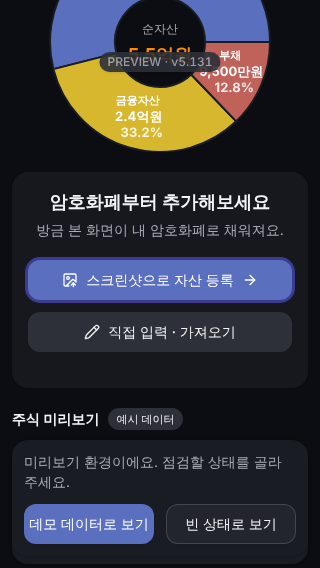 순자산
5.5억원
PREVIEW · v5.131
부채
9,500만원
12.8%
금융자산
2.4억원
33.2%
암호화폐부터 추가해보세요
방금 본 화면이 내 암호화폐로 채워져요.
스크린샷으로 자산 등록 →
직접 입력 · 가져오기
주식 미리보기 예시 데이터
미리보기 환경이에요. 점검할 상태를 골라
주세요.
데모 데이터로 보기 빈 상태로 보기